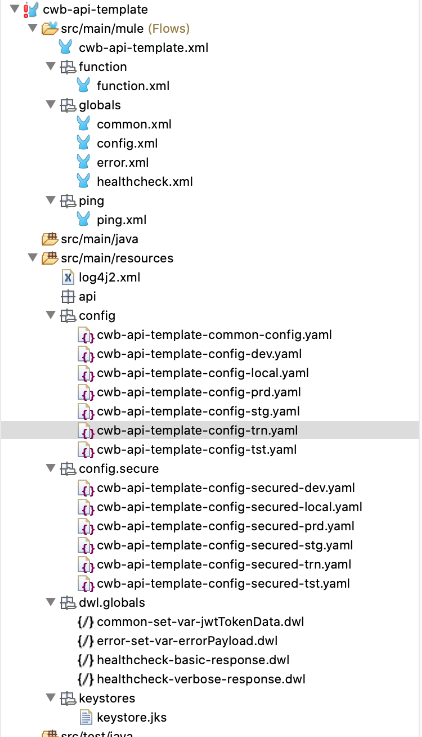 cwb-api-template
src/main/mule (Flows)
cwb-api-template.xml
function
function.xml
globals
common.xml
config.xml
error.xml
healthcheck.xml
ping
ping.xml
src/main/java
src/main/resources
log4j2.xml
api
config
cwb-api-template-common-config.yaml
cwb-api-template-config-dev.yaml
cwb-api-template-config-local.yaml
cwb-api-template-config-prd.yaml
cwb-api-template-config-stg.yaml
cwb-api-template-config-trn.yaml
cwb-api-template-config-tst.yaml
config.secure
cwb-api-template-config-secured-dev.yaml
cwb-api-template-config-secured-local.yaml
cwb-api-template-config-secured-prd.yaml
cwb-api-template-config-secured-stg.yaml
cwb-api-template-config-secured-trn.yaml
cwb-api-template-config-secured-tst.yaml
dwl.globals
common-set-var-jwtTokenData.dwl
error-set-var-errorPayload.dwl
healthcheck-basic-response.dwl
healthcheck-verbose-response.dwl
keystores
keystore.jks
src/test/java